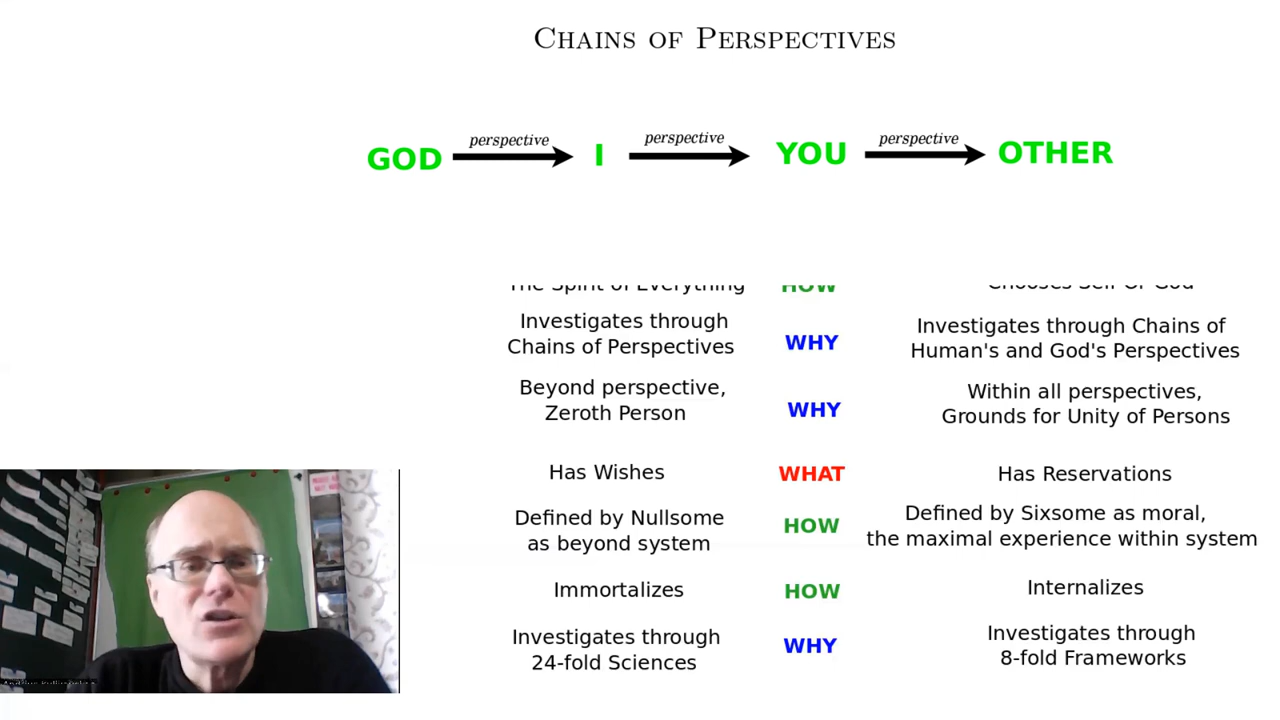 CHAINS OF PERSPECTIVES
perspective perspective perspective
GOD I YOU OTHER
The Spirit of Everything HOW Chooses Self Or God
Investigates through
Chains of Perspectives
WHY
Investigates through Chains of
Human's and God's Perspectives
Beyond perspective,
Zeroth Person
WHY
Within all perspectives,
Grounds for Unity of Persons
Has Wishes WHAT Has Reservations
Defined by Nullsome
as beyond system
HOW
Defined by Sixsome as moral,
the maximal experience within system
Immortalizes HOW Internalizes
Investigates through
24-fold Sciences
WHY
Investigates through
8-fold Frameworks